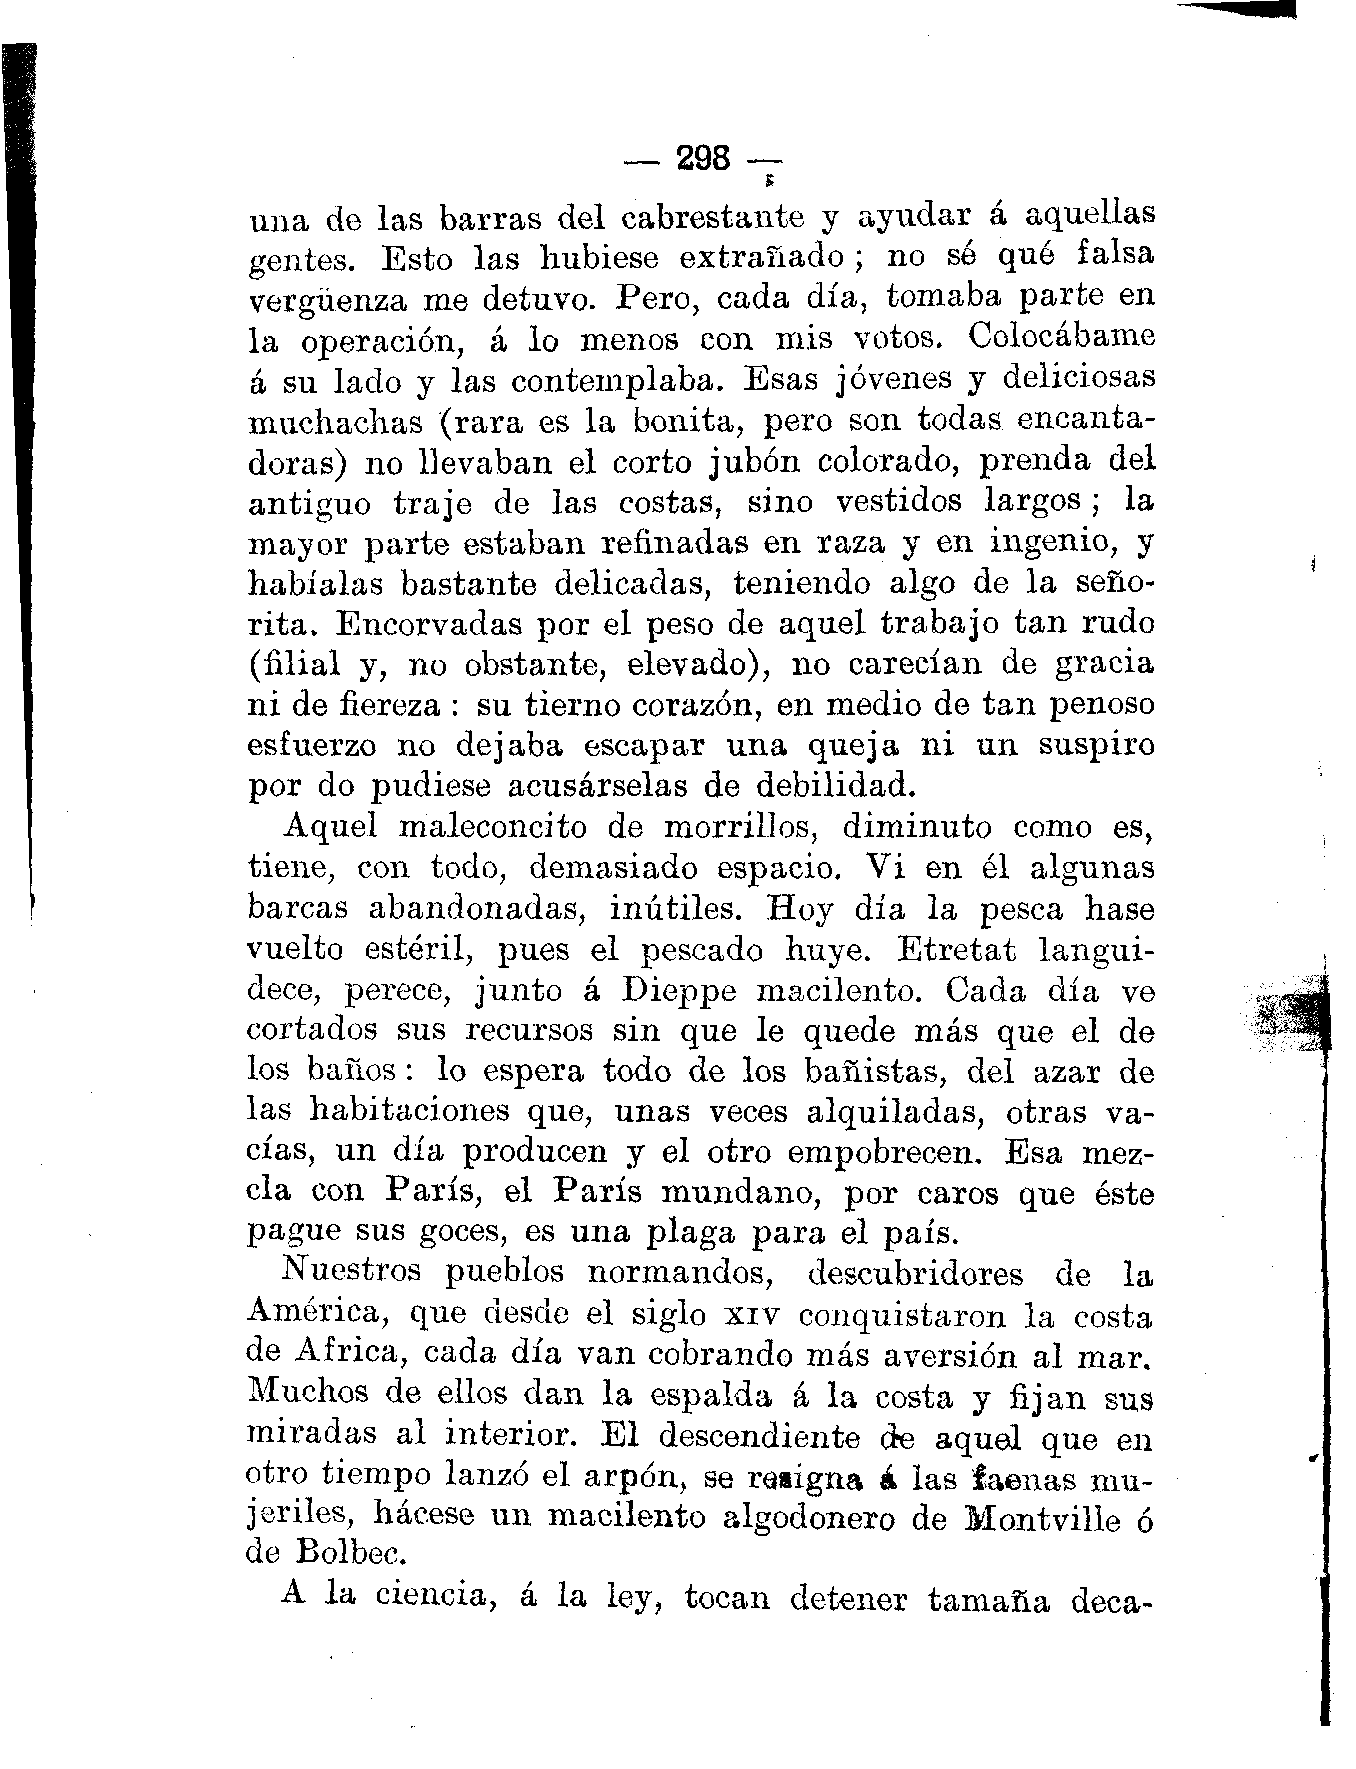 — 298 —
una de las barras del cabrestante y ayudar á aquellas
gentes. Esto las hubiese extrañado ; no sé qué falsa
vergüenza me detuvo. Pero, cada día, tomaba parte en
la operación, á lo menos con mis votos. Colocábame
á su lado y las contemplaba. Esas jóvenes y deliciosas
muchachas (rara es la bonita, pero son todas encanta-
doras) no llevaban el corto jubón colorado, prenda del
antiguo traje de las costas, sino vestidos largos ; la
mayor parte estaban refinadas en raza y en ingenio, y
habíalas bastante delicadas, teniendo algo de la seño-
rita. Encorvadas por el peso de aquel trabajo tan rudo
(filial y, no obstante, elevado), no carecían de gracia
ni de fiereza : su tierno corazón, en medio de tan penoso
esfuerzo no dejaba escapar una queja ni un suspiro
por do pudiese acusárselas de debilidad.
Aquel maleconcito de morrillos, diminuto como es,
tiene, con todo, demasiado espacio. Vi en él algunas
barcas abandonadas, inútiles. Hoy día la pesca hase
vuelto estéril, pues el pescado huye. Etretat langui-
dece, perece, junto á Dieppe macilento. Cada día ve
cortados sus recursos sin que le quede más que el de
los baños : lo espera todo de los bañistas, del azar de
las habitaciones que, unas veces alquiladas, otras va-
cías, un día producen y el otro empobrecen. Esa mez-
cla con París, el París mundano, por caros que éste
pague sus goces, es una plaga para el país.
Nuestros pueblos normandos, descubridores de la
América, que desde el siglo XIV conquistaron la costa
de Africa, cada día van cobrando más aversión al mar.
Muchos de ellos dan la espalda á la costa y fijan sus
miradas al interior. El descendiente de aquel que en
otro tiempo lanzó el arpón, se resigna á las faenas mu-
jeriles, hácese un macilento algodonero de Montville ó
de Bolbec.
A la ciencia, á la ley, tocan detener tamaña deca-